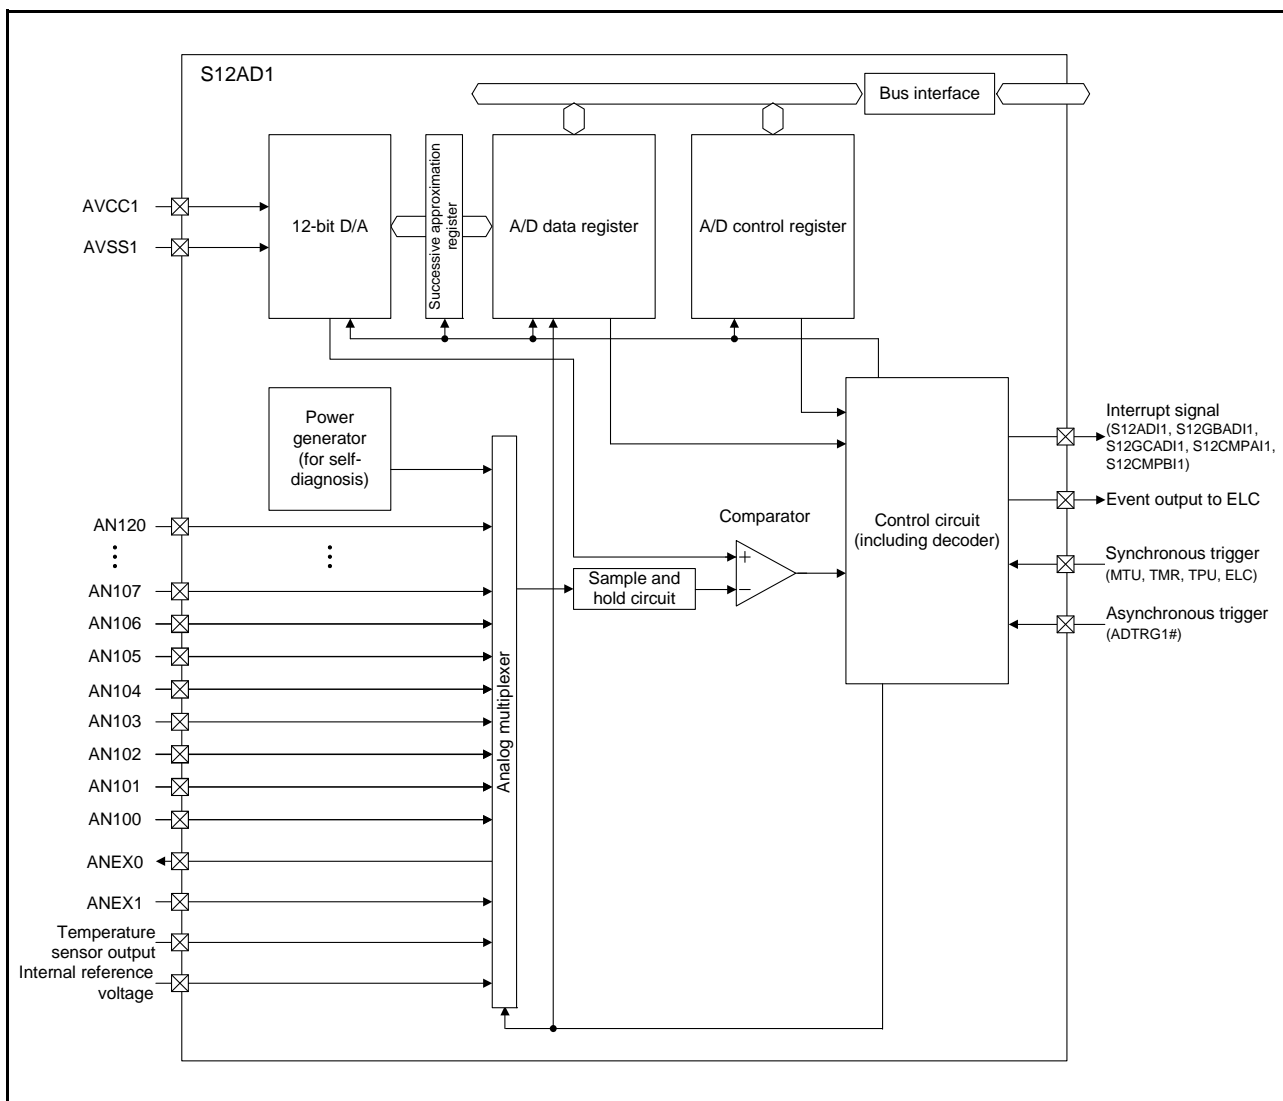 S12AD1
Bus interface
AVCC1
AVSS1
12-bit D/A
Successive approximation
register
A/D data register
A/D control register
Power
generator
(for self-
diagnosis)
Interrupt signal
(S12ADI1, S12GBADI1,
S12GCADI1, S12CMPAI1,
S12CMPBI1)
Event output to ELC
Synchronous trigger
(MTU, TMR, TPU, ELC)
Asynchronous trigger
(ADTRG1#)
Control circuit
(including decoder)
Comparator
+
−
Sample and
hold circuit
Analog multiplexer
AN120
AN107
AN106
AN105
AN104
AN103
AN102
AN101
AN100
ANEX0
ANEX1
Temperature
sensor output
Internal reference
voltage